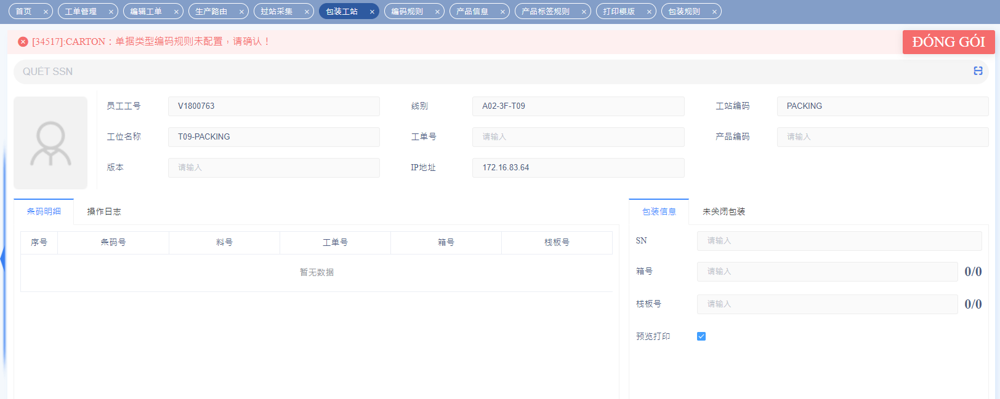 首页 × 工单管理 × 编辑工单 × 生产路由 × 过站采集 × 包装工站 × 编码规则 × 产品信息 × 产品标签规则 × 打印模版 × 包装规则 ×
[34517]:CARTON：单据类型编码规则未配置，请确认！
ĐÓNG GÓI
QUÉT SSN
员工工号 V1800763 线别 A02-3F-T09 工站编码 PACKING
工位名称 T09-PACKING 工单号 请输入 产品编码 请输入
版本 请输入 IP地址 172.16.83.64
条码明细 操作日志 包装信息 未关闭包装
序号 条码号 料号 工单号 箱号 栈板号
暂无数据
SN 请输入
箱号 请输入 0/0
栈板号 请输入 0/0
预览打印